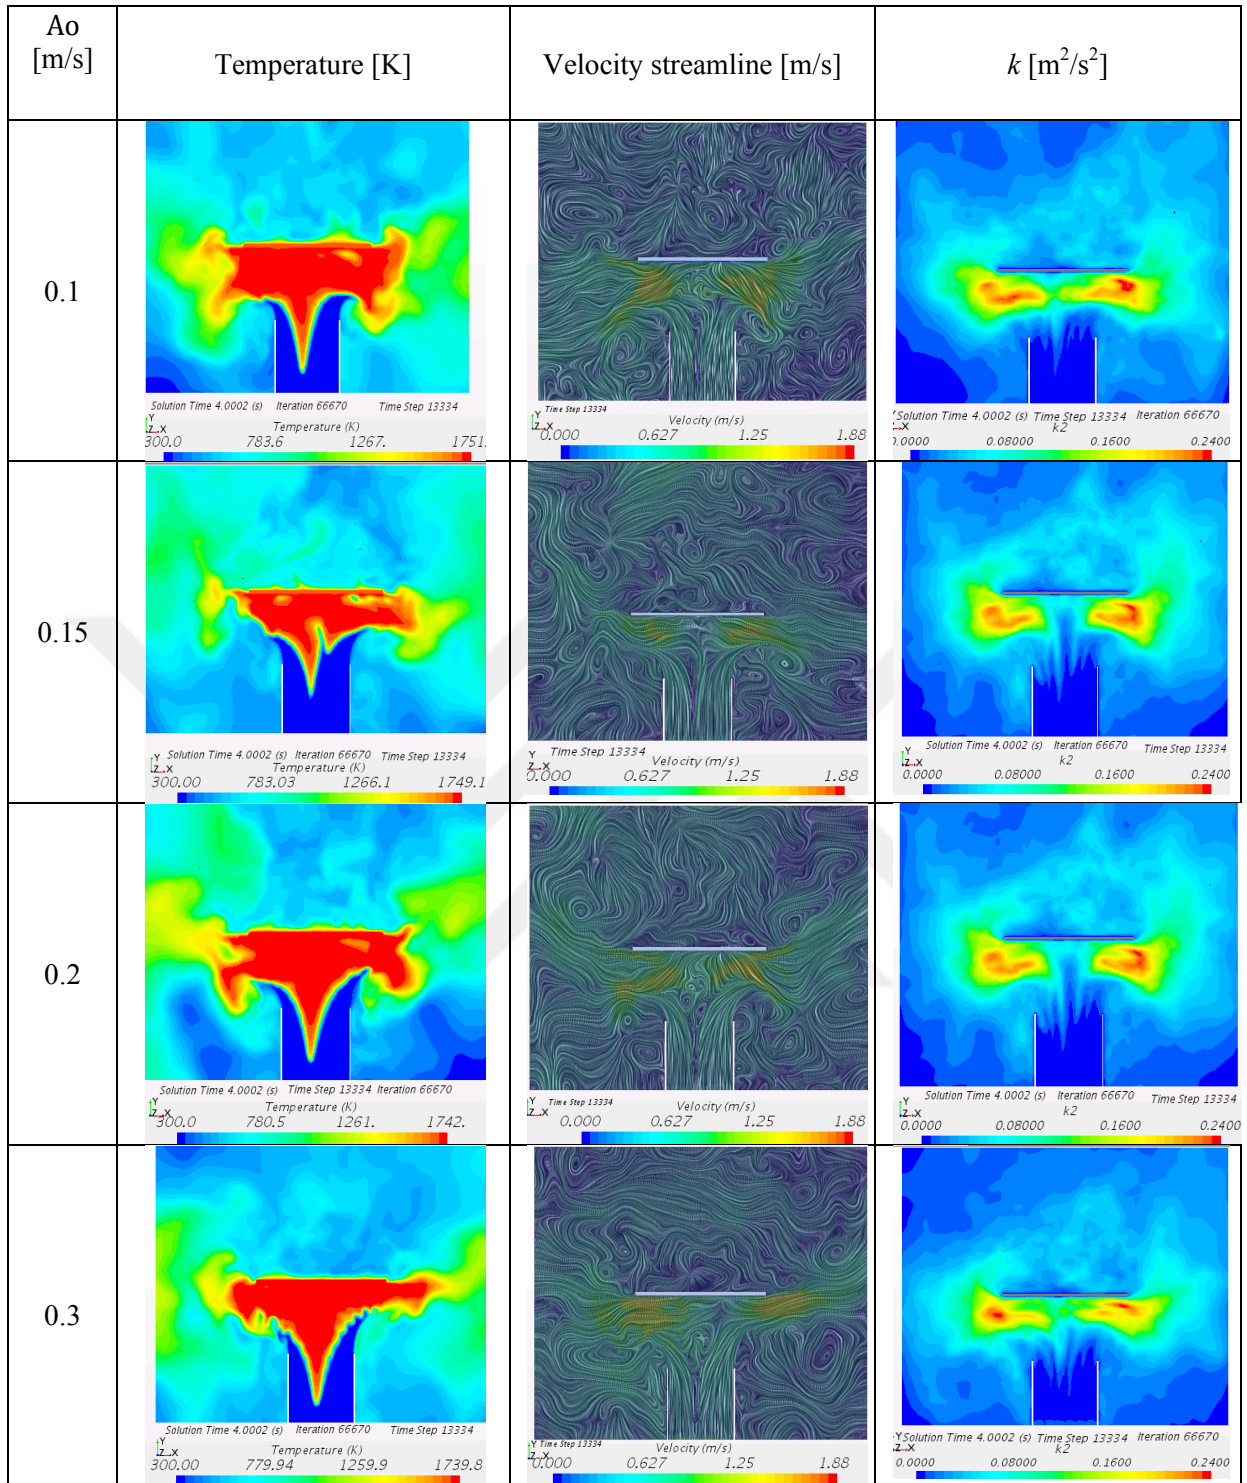 Ao
[m/s]
Temperature [K]
Velocity streamline [m/s]
k [m²/s²]
0.1
Solution Time 4.0002 (s) Iteration 66670 Time Step 13334
Y
Z X
Temperature (K)
300.0 783.6 1267. 1751.
Time Step 13334
Y
Z X
Velocity (m/s)
0.000 0.627 1.25 1.88
Solution Time 4.0002 (s) Time Step 13334 Iteration 66670
k2
0.0000 0.08000 0.1600 0.2400
0.15
Solution Time 4.0002 (s) Iteration 66670 Time Step 13334
Y
Z X
Temperature (K)
300.00 783.03 1266.1 1749.1
Time Step 13334
Y
Z X
Velocity (m/s)
0.000 0.627 1.25 1.88
Solution Time 4.0002 (s) Iteration 66670 Time Step 13334
Y
Z X
k2
0.0000 0.08000 0.1600 0.2400
0.2
Solution Time 4.0002 (s) Time Step 13334 Iteration 66670
Y
Z X
Temperature (K)
300.0 780.5 1261. 1742.
Time Step 13334
Y
Z X
Velocity (m/s)
0.000 0.627 1.25 1.88
Solution Time 4.0002 (s) Iteration 66670 Time Step 13334
Y
Z X
k2
0.0000 0.08000 0.1600 0.2400
0.3
Solution Time 4.0002 (s) Iteration 66670 Time Step 13334
Y
Z X
Temperature (K)
300.00 779.94 1259.9 1739.8
Time Step 13334
Y
Z X
Velocity (m/s)
0.000 0.627 1.25 1.88
Solution Time 4.0002 (s) Time Step 13334 Iteration 66670
Z X
k2
0.0000 0.08000 0.1600 0.2400